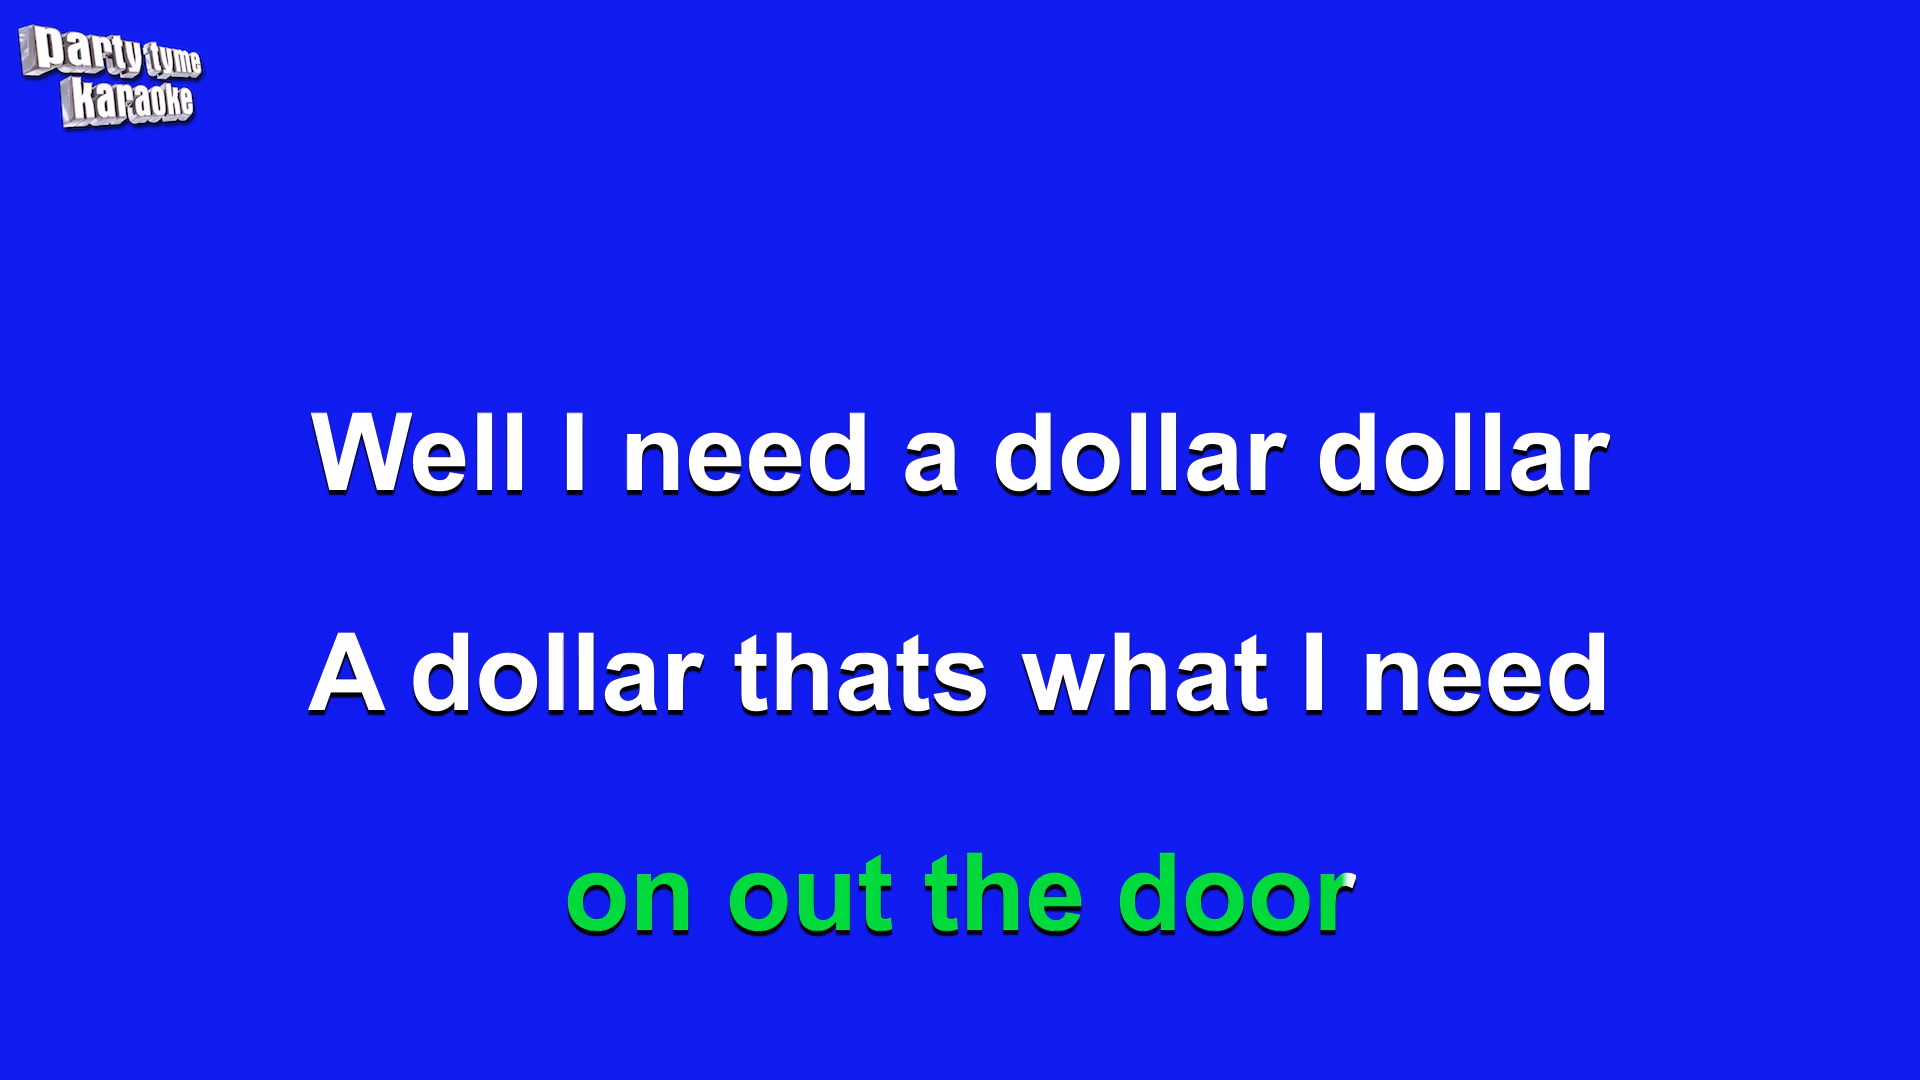 party tyme
karaoke
Well I need a dollar dollar
A dollar thats what I need
on out the door